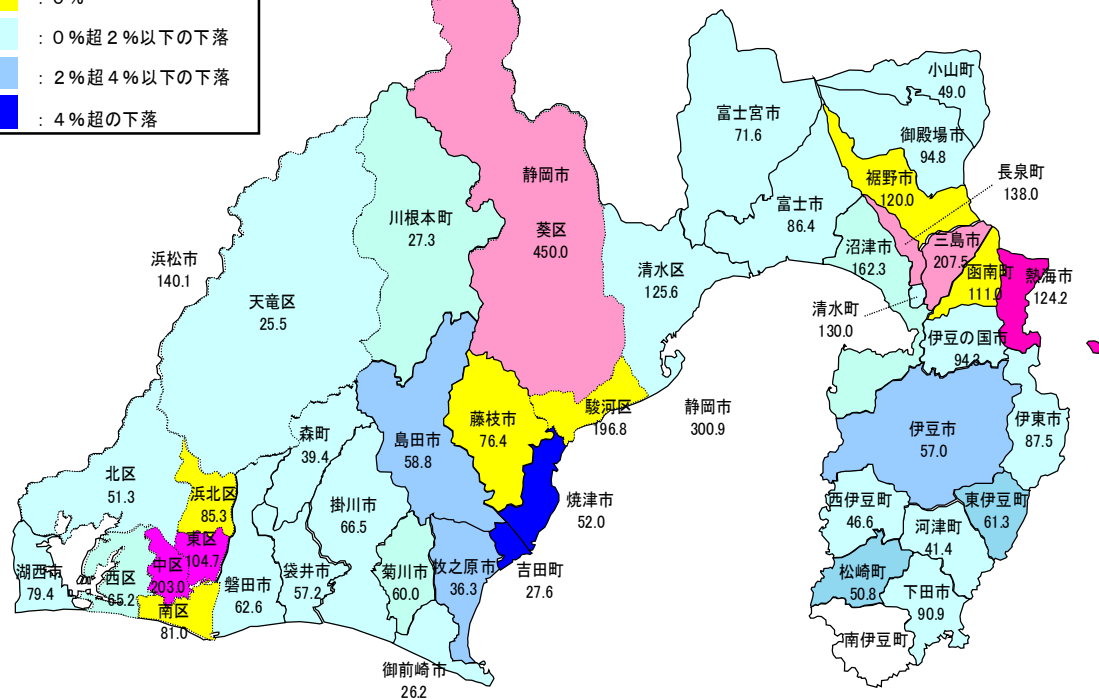 ：０％
：０％超２％以下の下落
：２％超４％以下の下落
：４％超の下落
小山町
49.0
富士宮市
71.6
御殿場市
94.8
裾野市
120.0
長泉町
138.0
静岡市
葵区
450.0
川根本町
27.3
富士市
86.4
沼津市
162.3
三島市
207.5
函南町
111.0
熱海市
124.2
浜松市
140.1
清水区
125.6
天竜区
25.5
清水町
130.0
伊豆の国市
94.3
駿河区
196.8
静岡市
300.9
藤枝市
76.4
島田市
58.8
森町
39.4
伊豆市
57.0
伊東市
87.5
北区
51.3
浜北区
85.3
掛川市
66.5
焼津市
52.0
西伊豆町
46.6
東伊豆町
61.3
河津町
41.4
東区
104.7
中区
203.0
湖西市
79.4
西区
65.2
南区
81.0
磐田市
62.6
袋井市
57.2
菊川市
60.0
牧之原市
36.3
吉田町
27.6
松崎町
50.8
下田市
90.9
南伊豆町
御前崎市
26.2